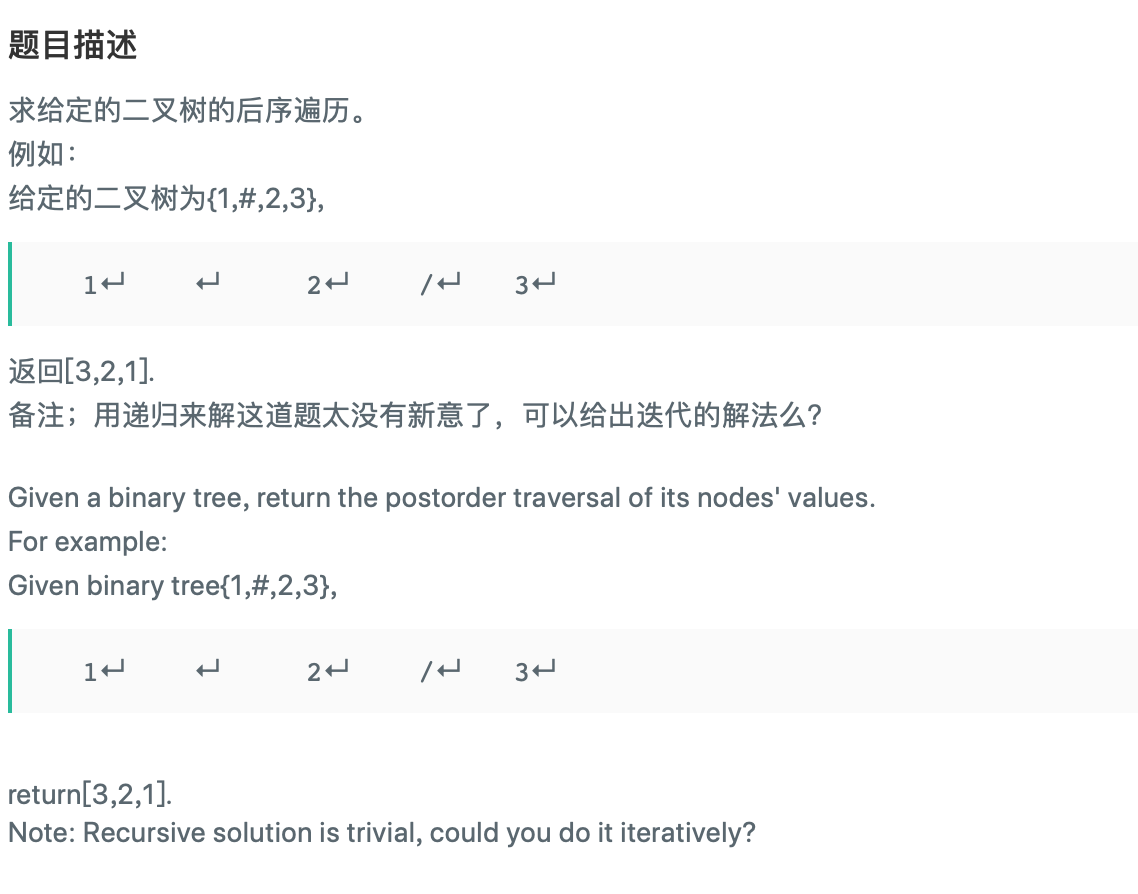 题目描述
求给定的二叉树的后序遍历。
例如：
给定的二叉树为{1,#,2,3},
1↵ ↵ 2↵ /↵ 3↵
返回[3,2,1].
备注；用递归来解这道题太没有新意了，可以给出迭代的解法么？
Given a binary tree, return the postorder traversal of its nodes' values.
For example:
Given binary tree{1,#,2,3},
1↵ ↵ 2↵ /↵ 3↵
return[3,2,1].
Note: Recursive solution is trivial, could you do it iteratively?